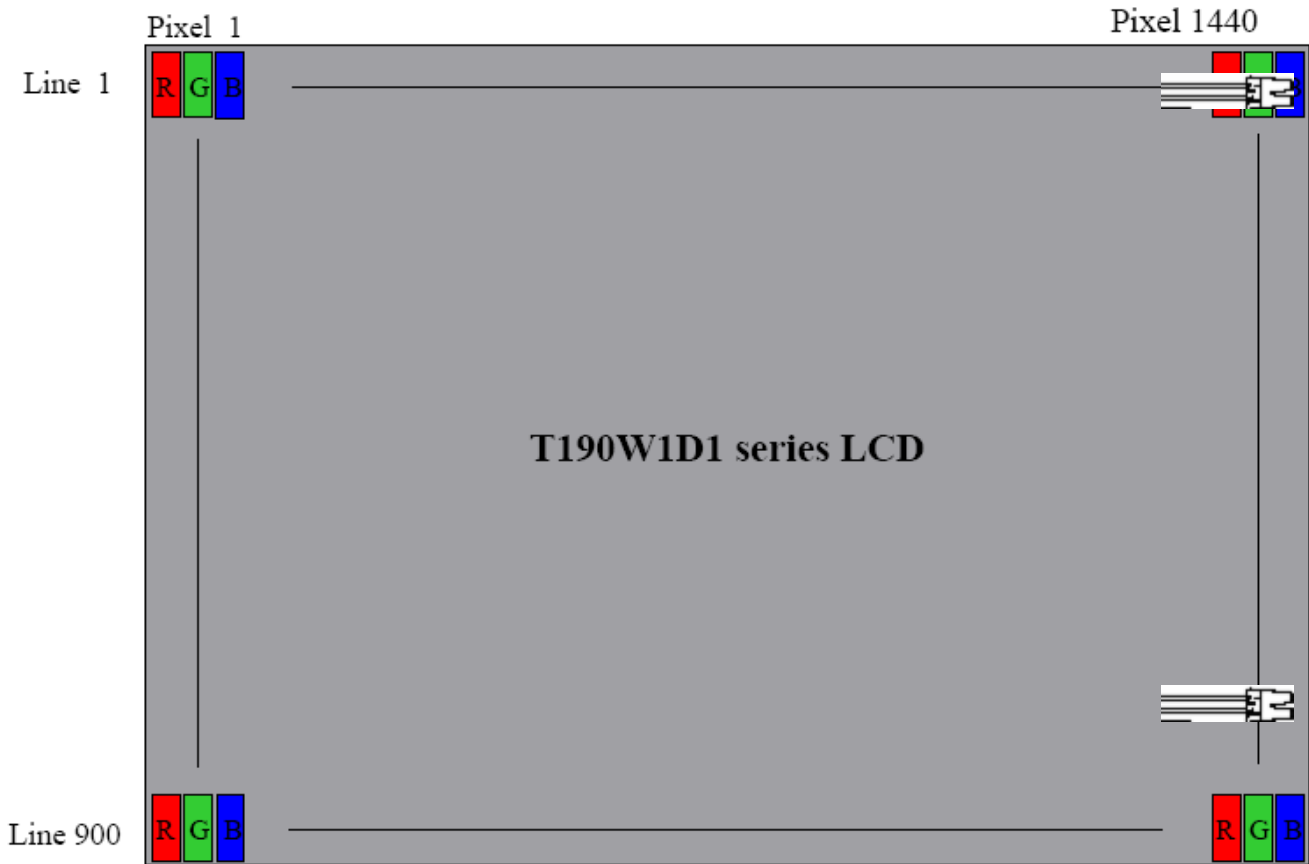 Pixel 1 Pixel 1440
Line 1 R G B
T190W1D1 series LCD
Line 900 R G B R G B